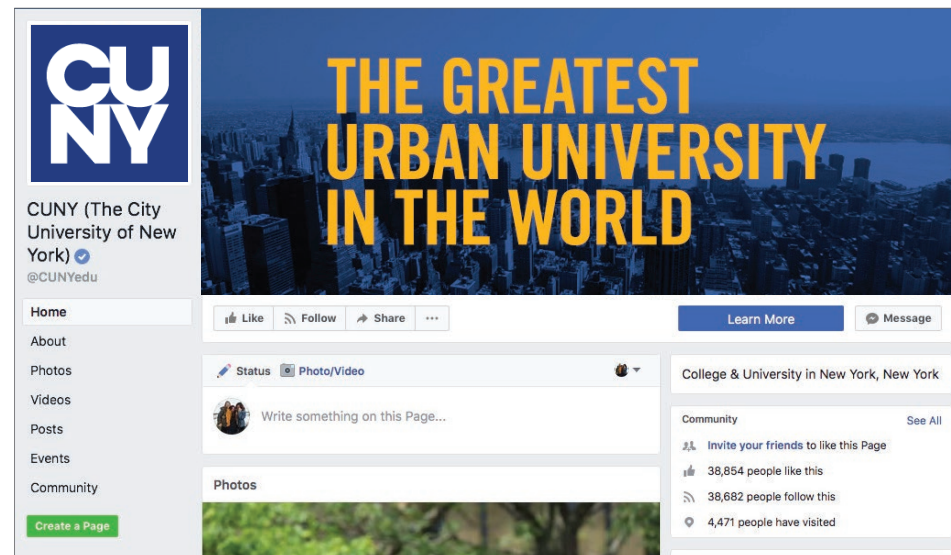 CU
NY
CUNY (The City
University of New
York)
@CUNYedu
Home
About
Photos
Videos
Posts
Events
Community
Create a Page
THE GREATEST
URBAN UNIVERSITY
IN THE WORLD
Like Follow Share ...
Learn More Message
Status Photo/Video
Write something on this Page...
Photos
College & University in New York, New York
Community See All
Invite your friends to like this Page
38,854 people like this
38,682 people follow this
4,471 people have visited